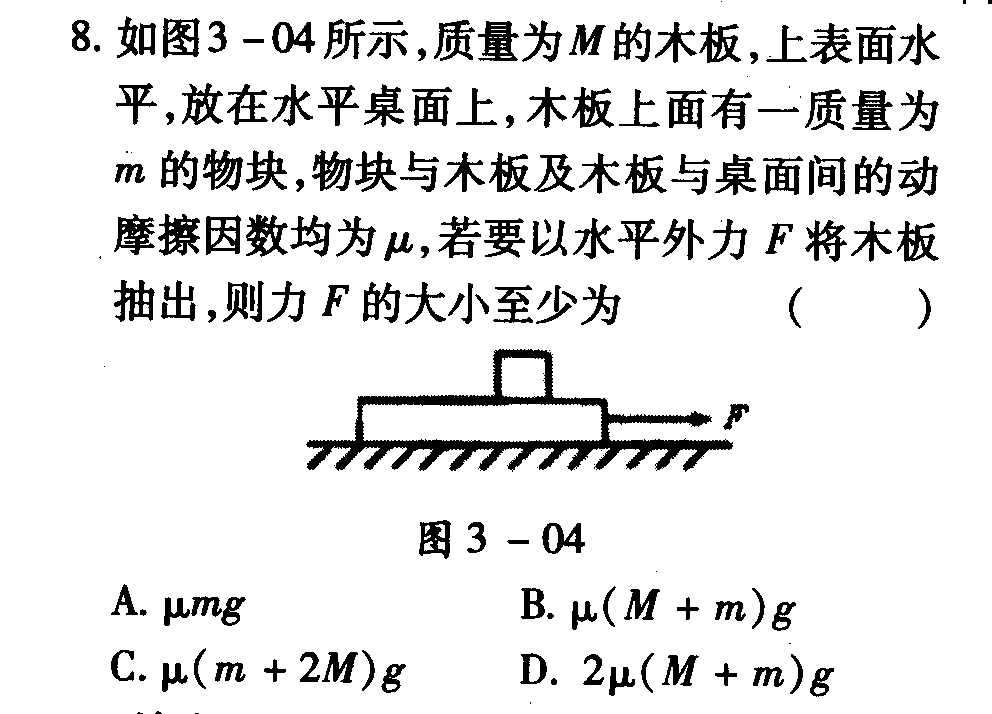 8. 如图3-04所示,质量为M的木板,上表面水
平,放在水平桌面上,木板上面有一质量为
m的物块,物块与木板及木板与桌面间的动
摩擦因数均为μ,若要以水平外力F将木板
抽出,则力F的大小至少为 ( )
F
图3-04
A. μmg B. μ(M+m)g
C. μ(m+2M)g D. 2μ(M+m)g